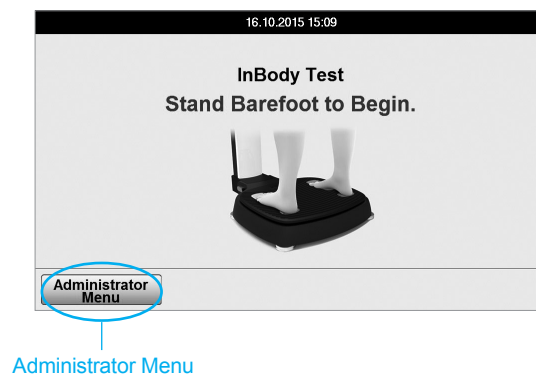 16.10.2015 15:09
InBody Test
Stand Barefoot to Begin.
Administrator
Menu
Administrator Menu